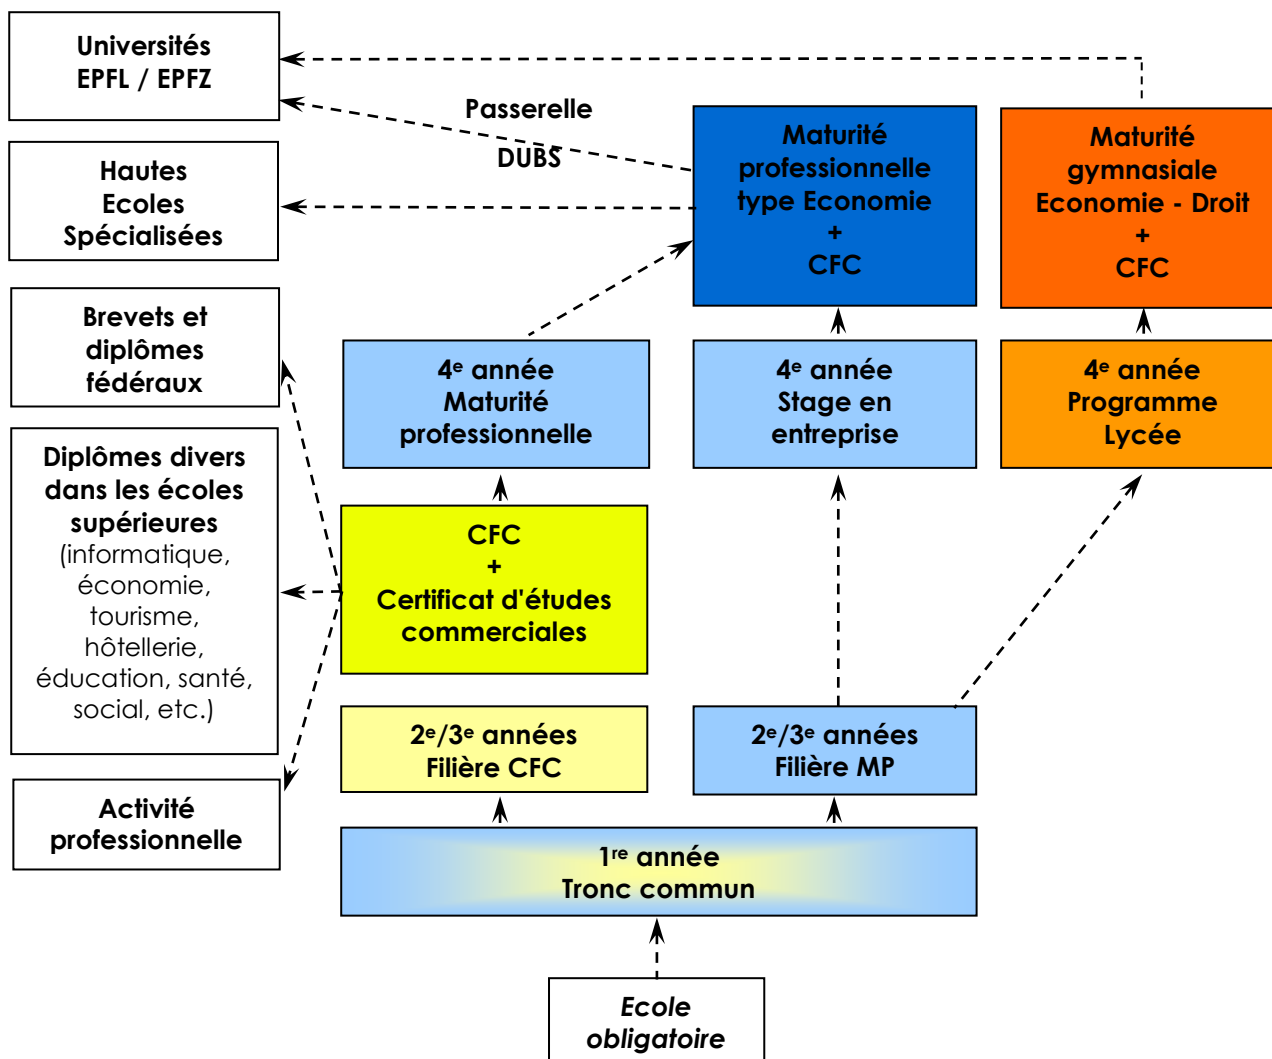 Universités
EPFL / EPFZ
Passerelle
DUBS
Hautes
Ecoles
Spécialisées
Maturité
professionnelle
type Economie
+
CFC
Maturité
gymnasiale
Economie - Droit
+
CFC
Brevets et
diplômes
fédéraux
4e année
Maturité
professionnelle
4e année
Stage en
entreprise
4e année
Programme
Lycée
Diplômes divers
dans les écoles
supérieures
(informatique,
économie,
tourisme,
hôtellerie,
éducation, santé,
social, etc.)
CFC
+
Certificat d'études
commerciales
2e/3e années
Filière CFC
2e/3e années
Filière MP
Activité
professionnelle
1re année
Tronc commun
Ecole
obligatoire